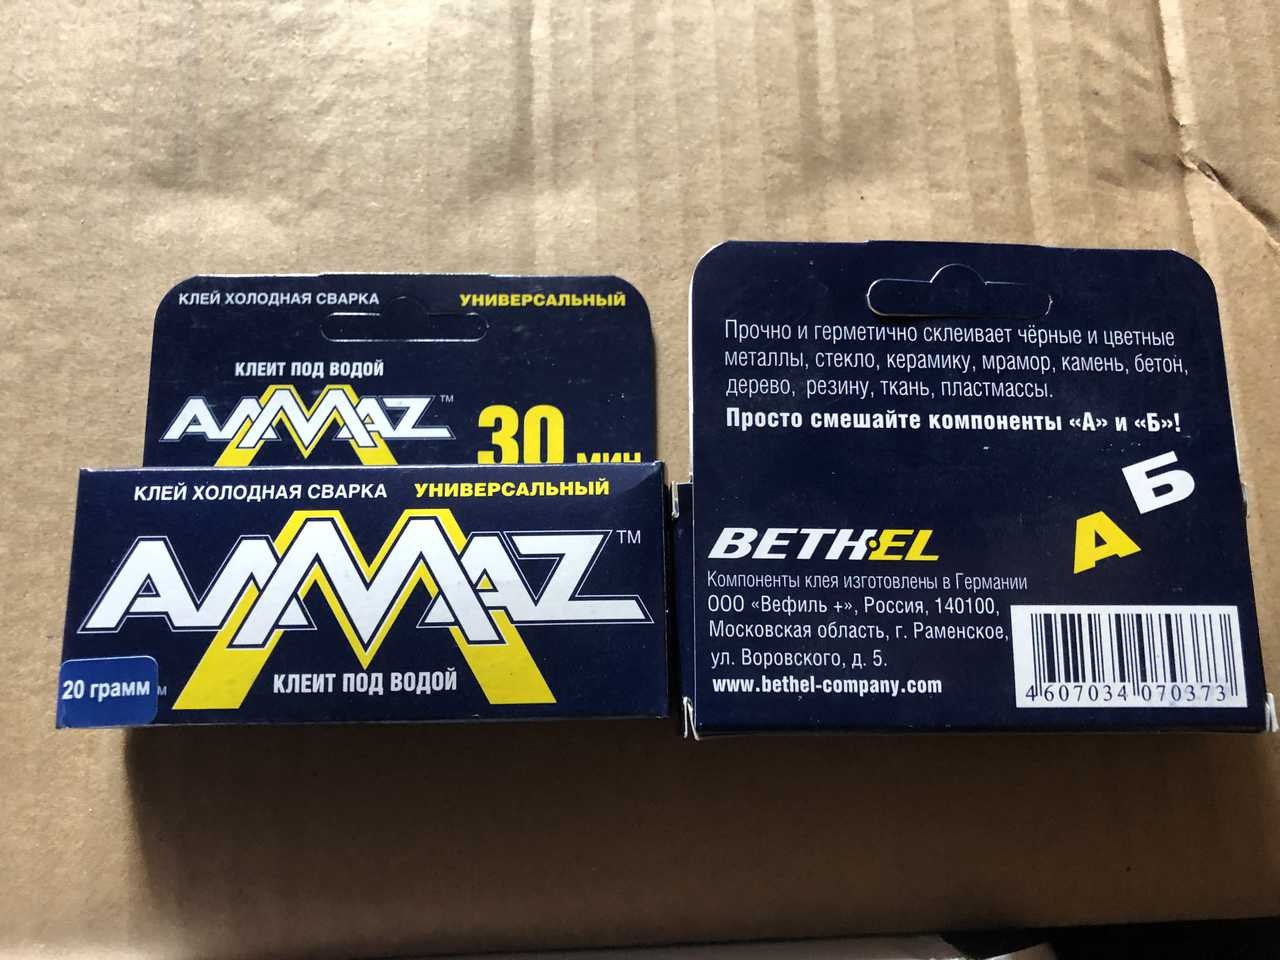 КЛЕЙ ХОЛОДНАЯ СВАРКА УНИВЕРСАЛЬНЫЙ
КЛЕИТ ПОД ВОДОЙ
АЛМАZ™
30 МИН
КЛЕЙ ХОЛОДНАЯ СВАРКА УНИВЕРСАЛЬНЫЙ
АЛМАZ™
КЛЕИТ ПОД ВОДОЙ
20 грамм
Прочно и герметично склеивает чёрные и цветные
металлы, стекло, керамику, мрамор, камень, бетон,
дерево, резину, ткань, пластмассы.
Просто смешайте компоненты «А» и «Б»!
Б
А
BETHEL
Компоненты клея изготовлены в Германии
ООО «Вефиль +», Россия, 140100,
Московская область, г. Раменское,
ул. Воровского, д. 5.
www.bethel-company.com
4 607034 070373